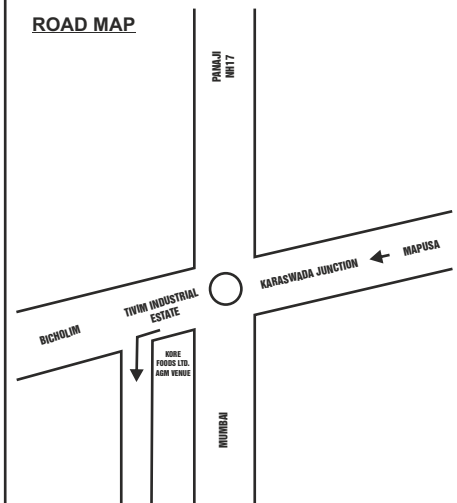 ROAD MAP
PANAJI
NH17
MAPUSA
KARASWADA JUNCTION
TIVIM INDUSTRIAL
ESTATE
BICHOLIM
KORE
FOODS LTD.
AGM VENUE
MUMBAI